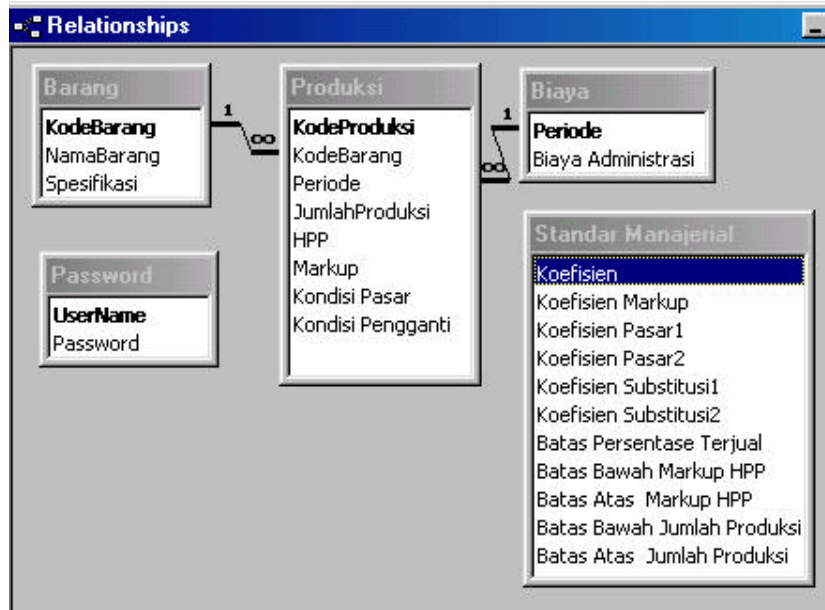 Relationships
Barang
KodeBarang
NamaBarang
Spesifikasi
1
∞
Produksi
KodeProduksi
KodeBarang
Periode
JumlahProduksi
HPP
Markup
Kondisi Pasar
Kondisi Pengganti
1
∞
Biaya
Periode
Biaya Administrasi
Password
UserName
Password
Standar Manajerial
Koefisien
Koefisien Markup
Koefisien Pasar1
Koefisien Pasar2
Koefisien Substitusi1
Koefisien Substitusi2
Batas Persentase Terjual
Batas Bawah Markup HPP
Batas Atas  Markup HPP
Batas Bawah Jumlah Produksi
Batas Atas  Jumlah Produksi